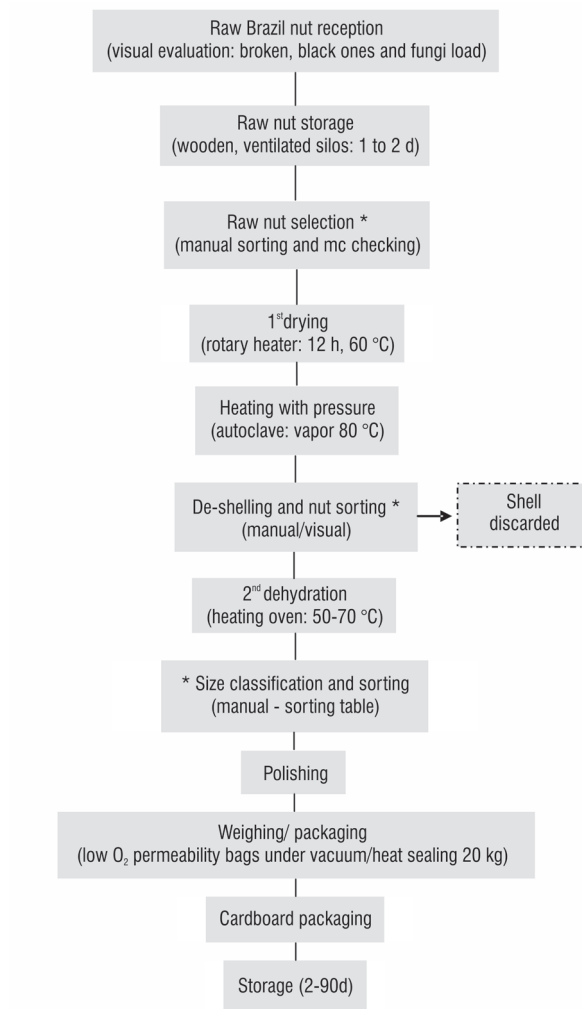 Raw Brazil nut reception
(visual evaluation: broken, black ones and fungi load)
Raw nut storage
(wooden, ventilated silos: 1 to 2 d)
Raw nut selection *
(manual sorting and mc checking)
1st drying
(rotary heater: 12 h, 60 °C)
Heating with pressure
(autoclave: vapor 80 °C)
De-shelling and nut sorting *
(manual/visual)
Shell
discarded
2nd dehydration
(heating oven: 50-70 °C)
* Size classification and sorting
(manual - sorting table)
Polishing
Weighing/ packaging
(low O2 permeability bags under vacuum/heat sealing 20 kg)
Cardboard packaging
Storage (2-90d)